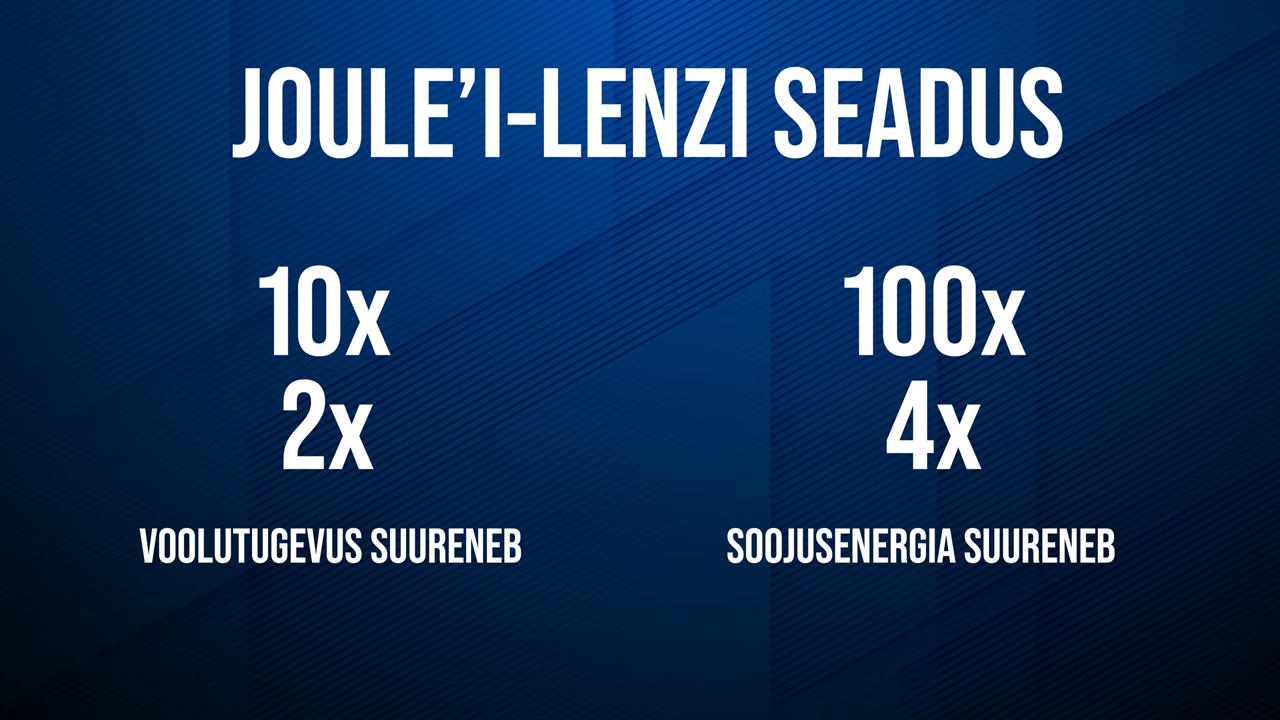 JOULE’I-LENZI SEADUS
10x
2x
VOOLUTUGEVUS SUURENEB
100x
4x
SOOJUSENERGIA SUURENEB